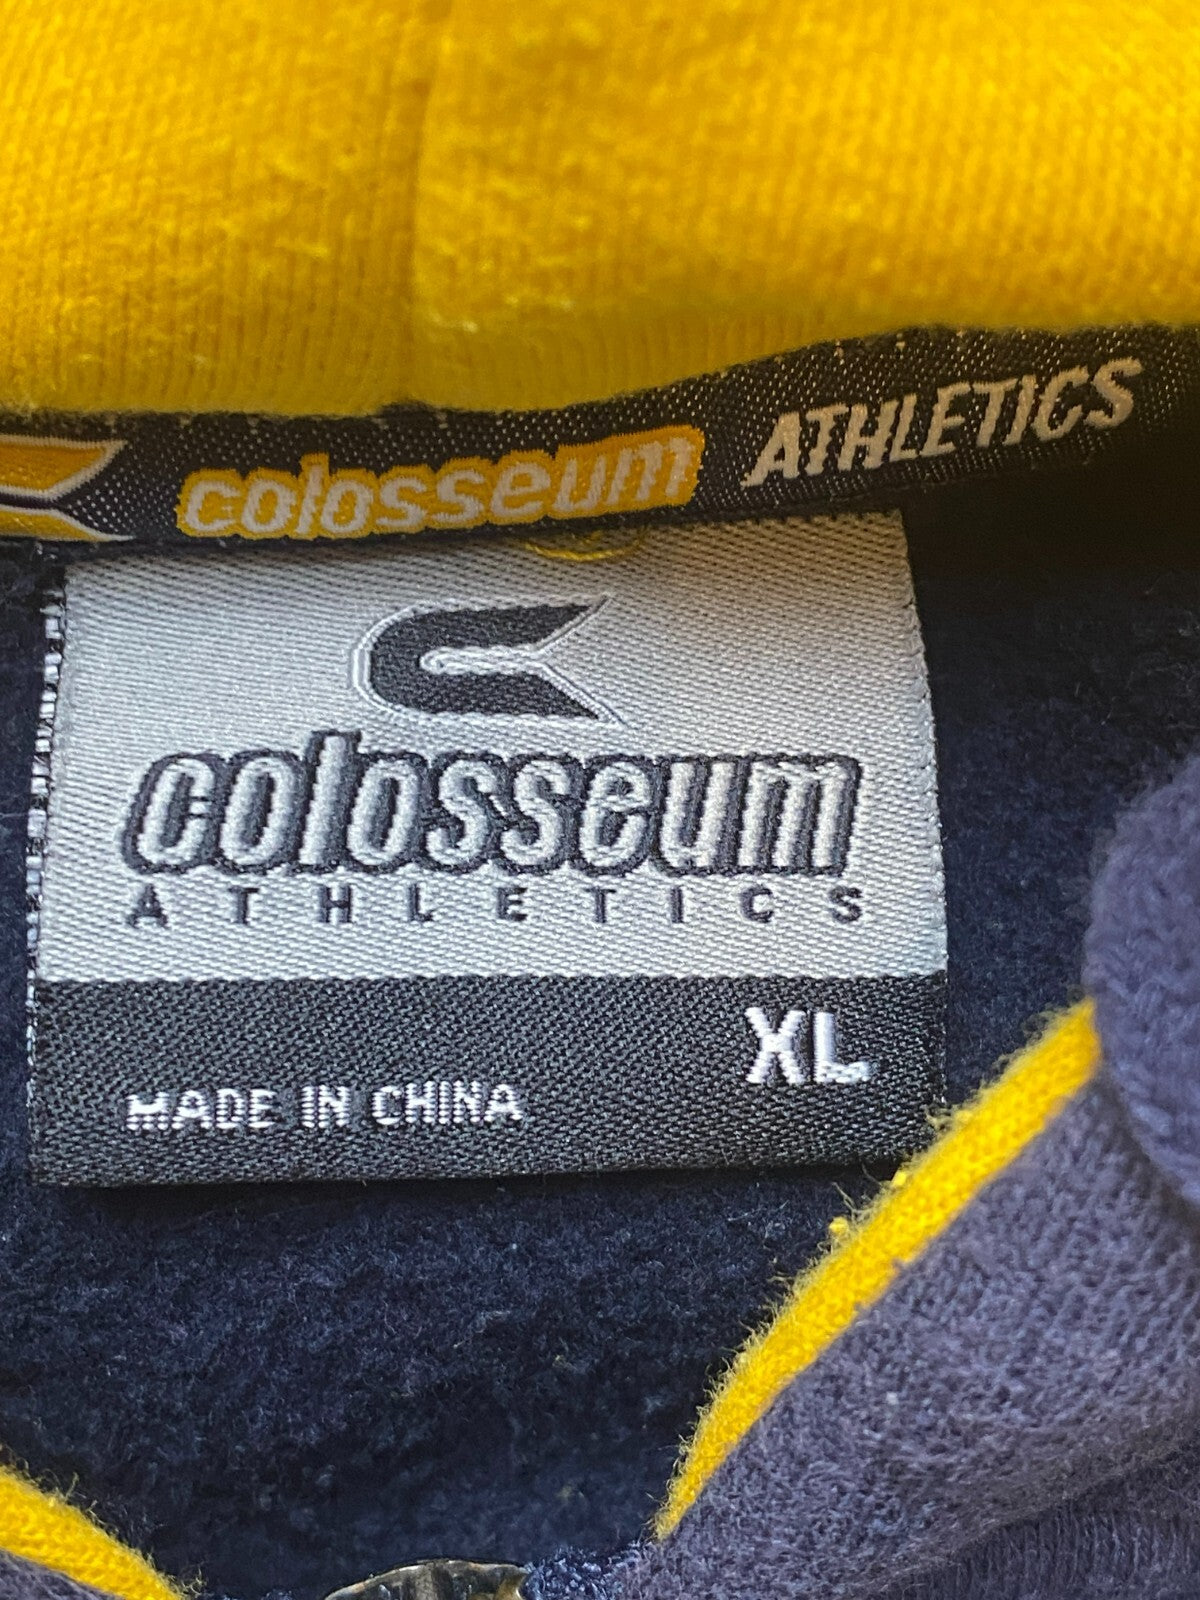 colosseum ATHLETICS
colosseum
ATHLETICS
XL
MADE IN CHINA